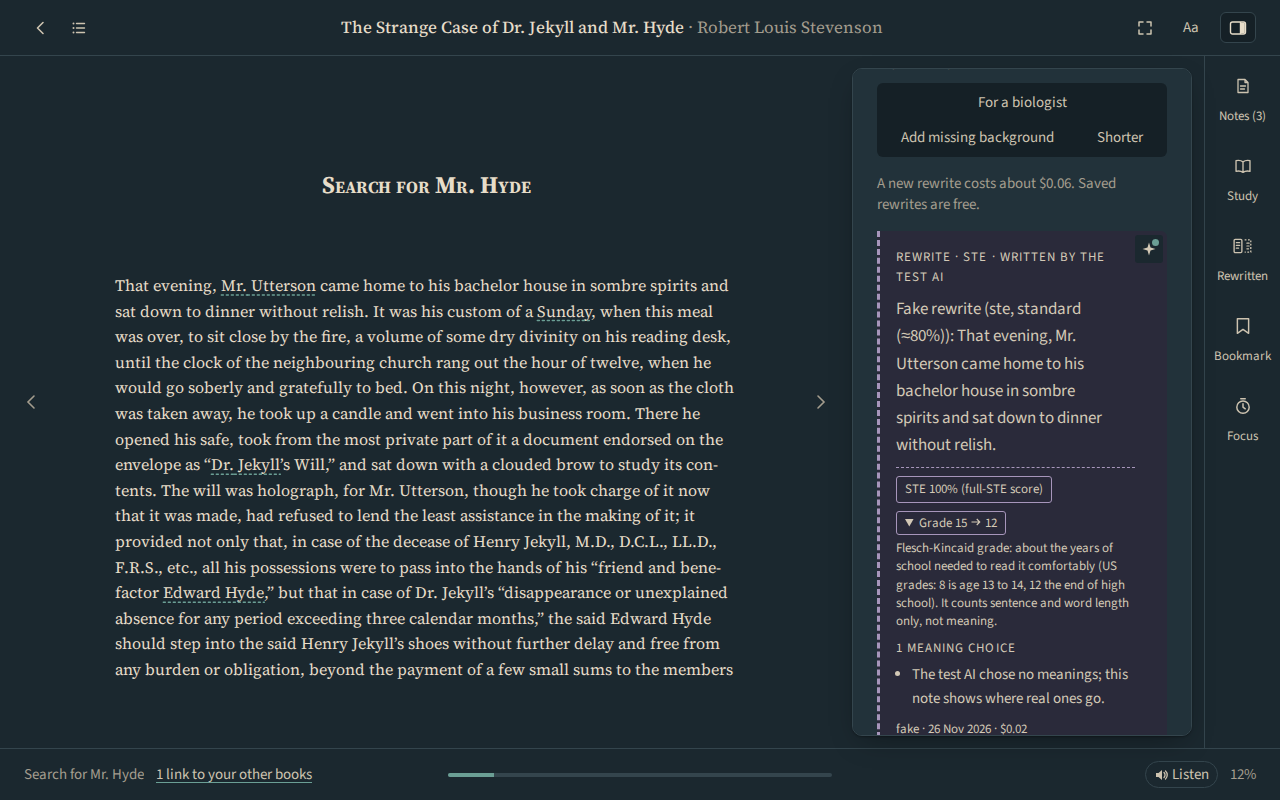 The Strange Case of Dr. Jekyll and Mr. Hyde · Robert Louis Stevenson
Aa
Search for Mr. Hyde
That evening, Mr. Utterson came home to his bachelor house in sombre spirits and
sat down to dinner without relish. It was his custom of a Sunday, when this meal
was over, to sit close by the fire, a volume of some dry divinity on his reading desk,
until the clock of the neighbouring church rang out the hour of twelve, when he
would go soberly and gratefully to bed. On this night, however, as soon as the cloth
was taken away, he took up a candle and went into his business room. There he
opened his safe, took from the most private part of it a document endorsed on the
envelope as “Dr. Jekyll’s Will,” and sat down with a clouded brow to study its con-
tents. The will was holograph, for Mr. Utterson, though he took charge of it now
that it was made, had refused to lend the least assistance in the making of it; it
provided not only that, in case of the decease of Henry Jekyll, M.D., D.C.L., LL.D.,
F.R.S., etc., all his possessions were to pass into the hands of his “friend and bene-
factor Edward Hyde,” but that in case of Dr. Jekyll’s “disappearance or unexplained
absence for any period exceeding three calendar months,” the said Edward Hyde
should step into the said Henry Jekyll’s shoes without further delay and free from
any burden or obligation, beyond the payment of a few small sums to the members
For a biologist
Add missing background
Shorter
A new rewrite costs about $0.06. Saved
rewrites are free.
REWRITE · STE · WRITTEN BY THE
TEST AI
Fake rewrite (ste, standard
(≈80%)): That evening, Mr.
Utterson came home to his
bachelor house in sombre
spirits and sat down to dinner
without relish.
STE 100% (full-STE score)
▼ Grade 15 → 12
Flesch-Kincaid grade: about the years of
school needed to read it comfortably (US
grades: 8 is age 13 to 14, 12 the end of high
school). It counts sentence and word length
only, not meaning.
1 MEANING CHOICE
• The test AI chose no meanings; this
note shows where real ones go.
fake · 26 Nov 2026 · $0.02
Notes (3)
Study
Rewritten
Bookmark
Focus
Search for Mr. Hyde
1 link to your other books
Listen
12%